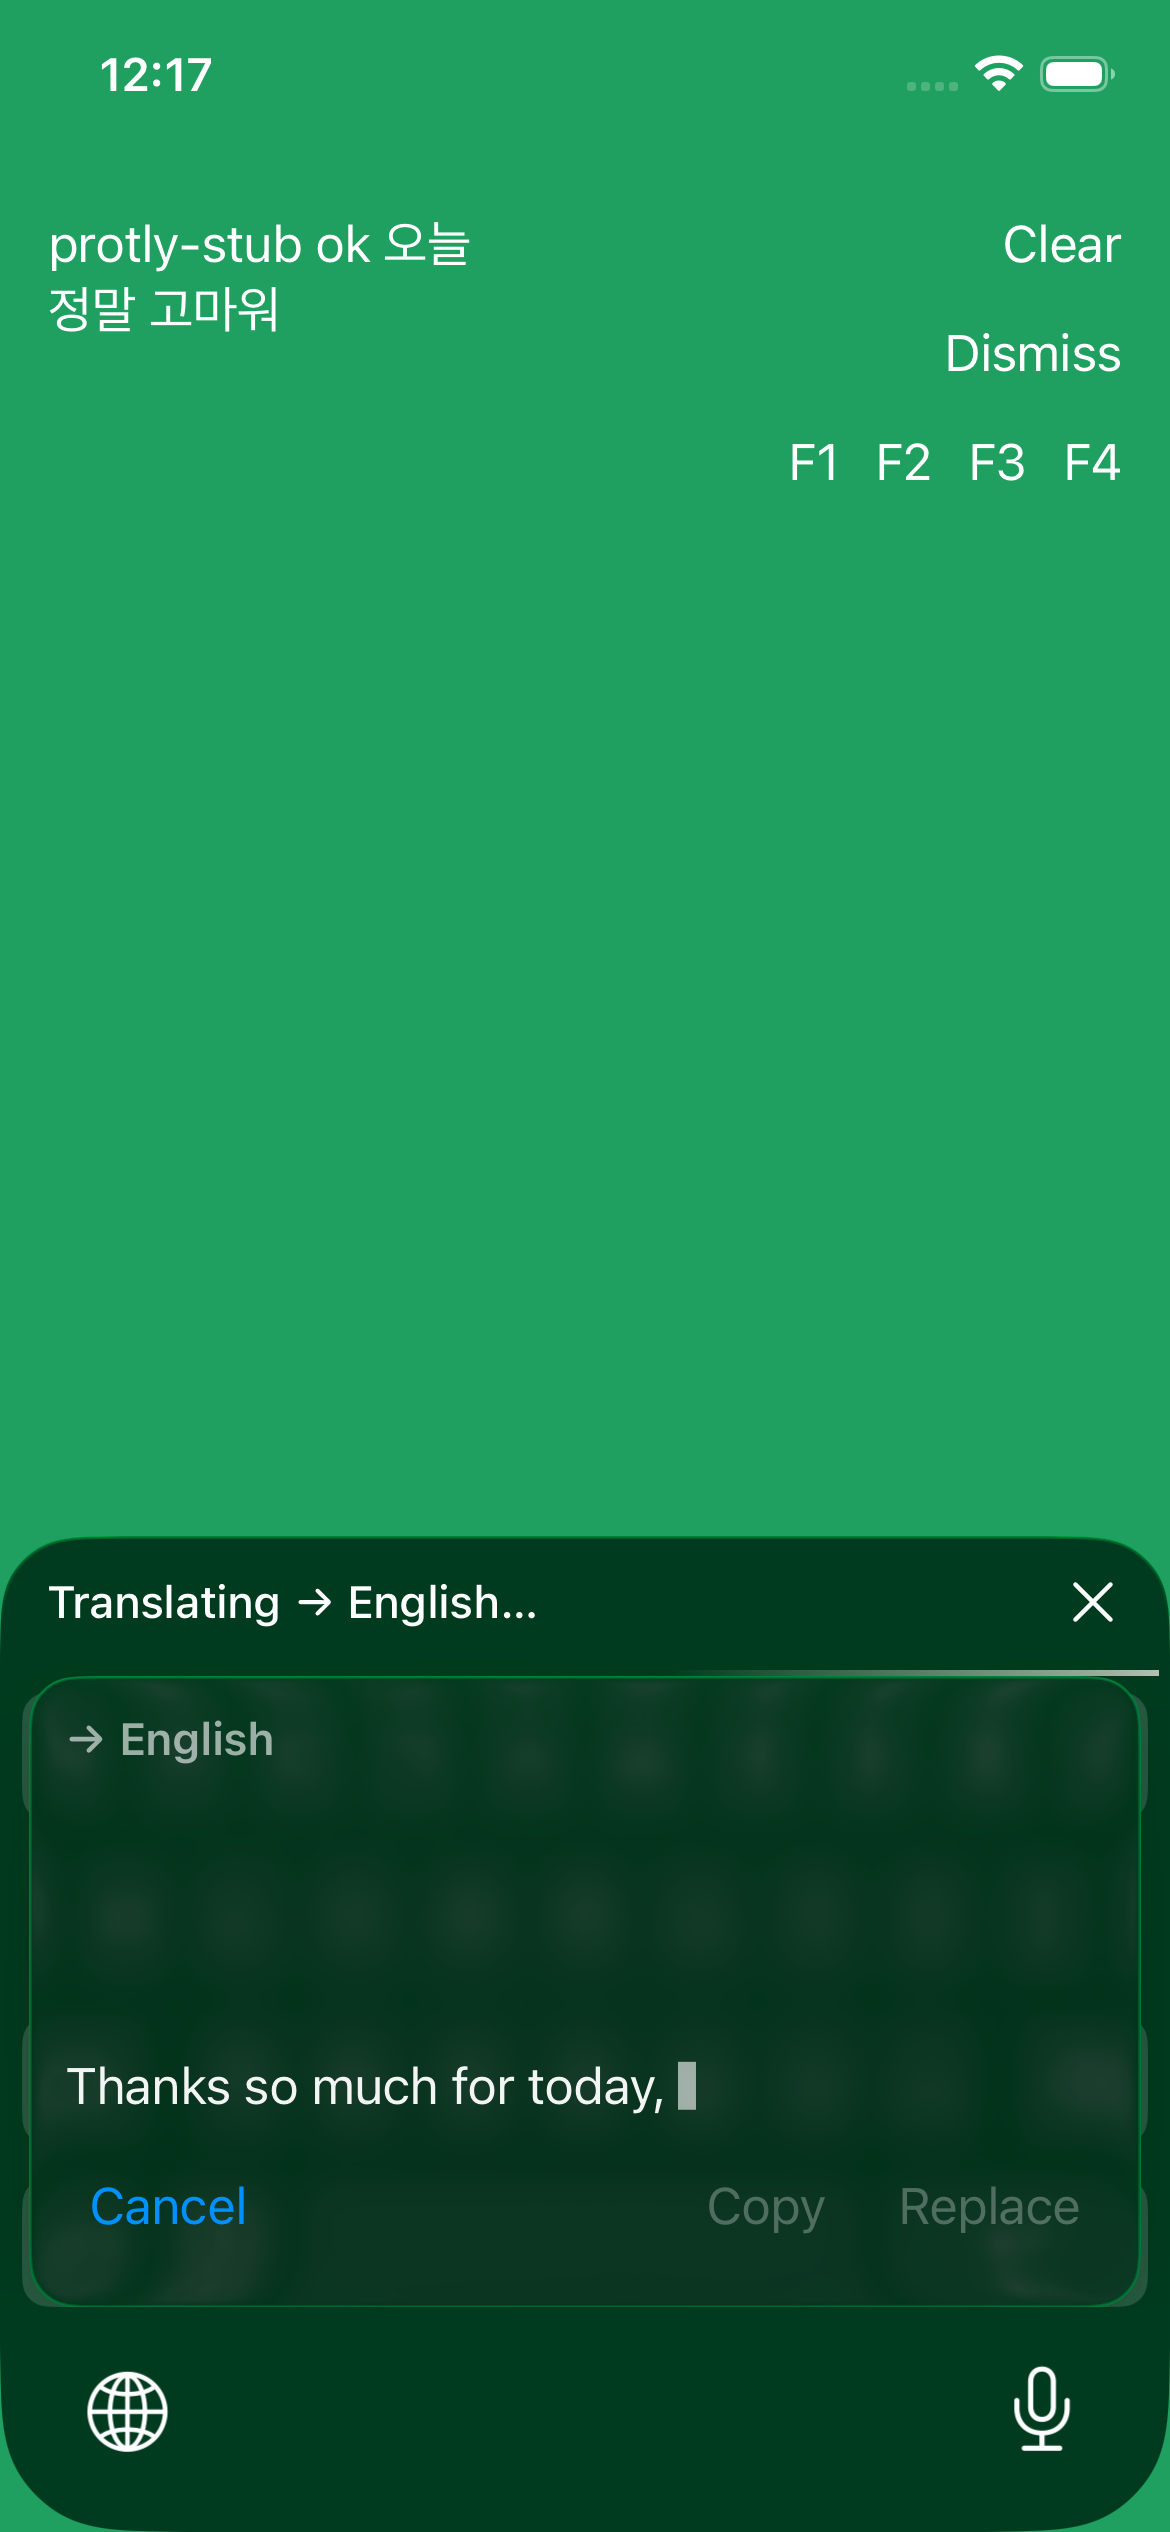 12:17
protly-stub ok 오늘
정말 고마워
Clear
Dismiss
F1 F2 F3 F4
Translating → English...
→ English
Thanks so much for today,
Cancel Copy Replace